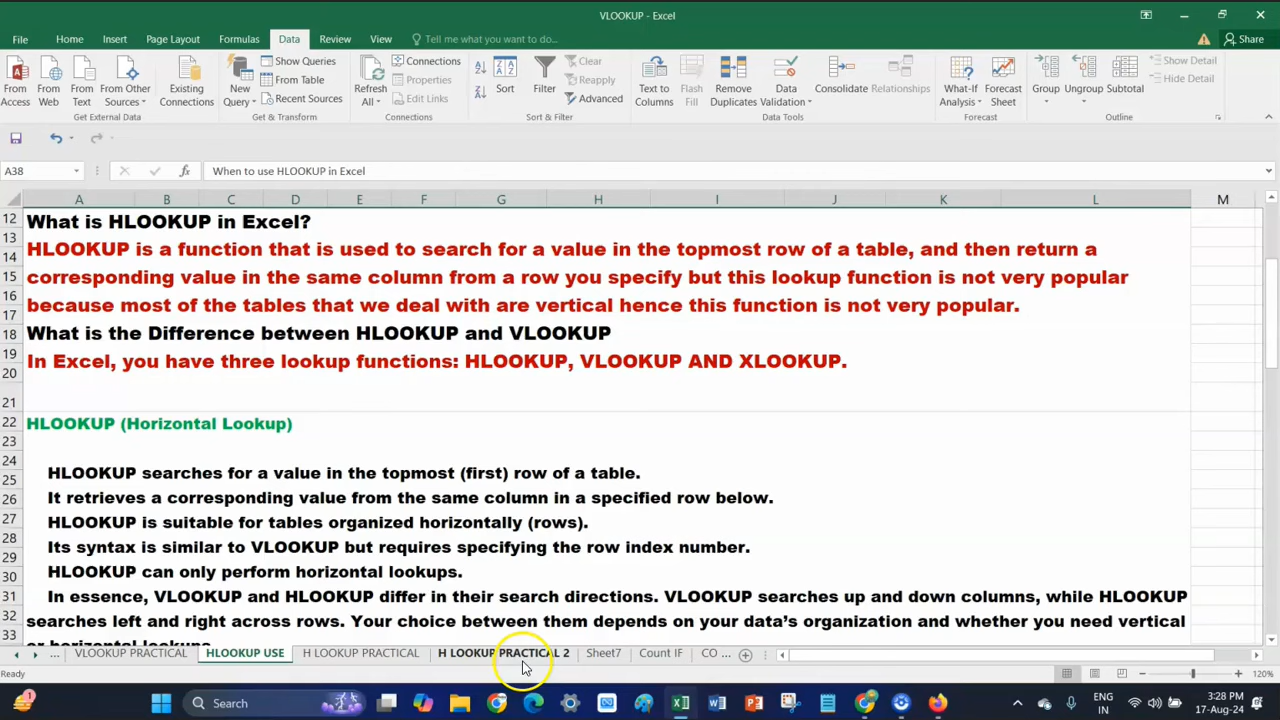 VLOOKUP - Excel
File Home Insert Page Layout Formulas Data Review View Tell me what you want to do... Share
From Access
From Web
From Text
From Other Sources
Existing Connections
Get External Data
New Query
Show Queries
From Table
Recent Sources
Get & Transform
Refresh All
Connections
Properties
Edit Links
Connections
Sort
Filter
Clear
Reapply
Advanced
Sort & Filter
Text to Columns
Flash Fill
Remove Duplicates
Data Validation
Consolidate
Relationships
Data Tools
What-If Analysis
Forecast Sheet
Forecast
Group
Ungroup
Subtotal
Show Detail
Hide Detail
Outline
A38 fx When to use HLOOKUP in Excel
A B C D E F G H I J K L M
12 What is HLOOKUP in Excel?
13
14 HLOOKUP is a function that is used to search for a value in the topmost row of a table, and then return a
15 corresponding value in the same column from a row you specify but this lookup function is not very popular
16 because most of the tables that we deal with are vertical hence this function is not very popular.
17
18 What is the Difference between HLOOKUP and VLOOKUP
19 In Excel, you have three lookup functions: HLOOKUP, VLOOKUP AND XLOOKUP.
20
21
22 HLOOKUP (Horizontal Lookup)
23
24
25 HLOOKUP searches for a value in the topmost (first) row of a table.
26 It retrieves a corresponding value from the same column in a specified row below.
27 HLOOKUP is suitable for tables organized horizontally (rows).
28 Its syntax is similar to VLOOKUP but requires specifying the row index number.
29
30 HLOOKUP can only perform horizontal lookups.
31 In essence, VLOOKUP and HLOOKUP differ in their search directions. VLOOKUP searches up and down columns, while HLOOKUP
32 searches left and right across rows. Your choice between them depends on your data's organization and whether you need vertical
33 or horizontal lookups
... VLOOKUP PRACTICAL HLOOKUP USE H LOOKUP PRACTICAL H LOOKUP PRACTICAL 2 Sheet7 Count IF CO ...
Ready 120%
Search
ENG
IN
3:28 PM
17-Aug-24